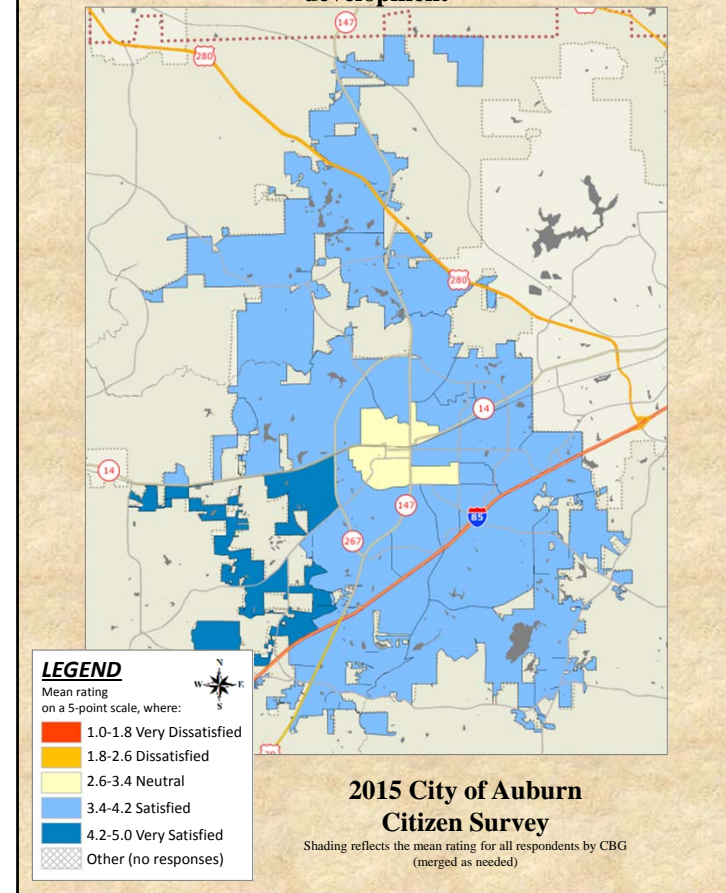 development
147
280
280
14
14
147
85
267
LEGEND
N
W E
S
Mean rating
on a 5-point scale, where:
1.0-1.8 Very Dissatisfied
1.8-2.6 Dissatisfied
2.6-3.4 Neutral
3.4-4.2 Satisfied
4.2-5.0 Very Satisfied
Other (no responses)
2015 City of Auburn
Citizen Survey
Shading reflects the mean rating for all respondents by CBG
(merged as needed)